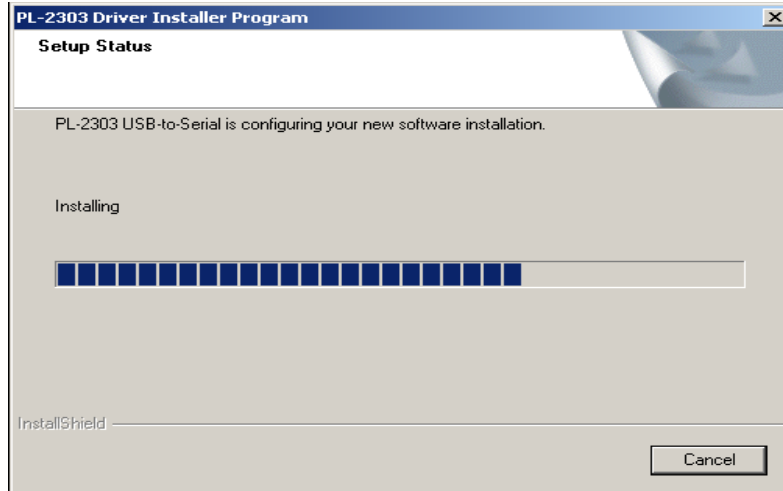 PL-2303 Driver Installer Program
Setup Status
PL-2303 USB-to-Serial is configuring your new software installation.
Installing
InstallShield
Cancel